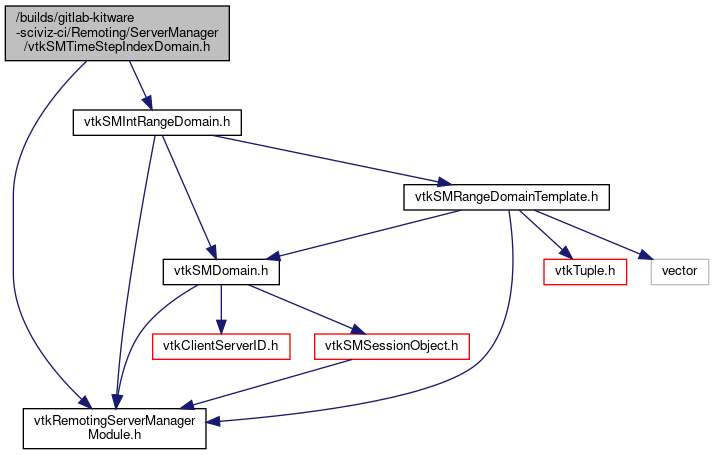 /builds/gitlab-kitware
-sciviz-ci/Remoting/ServerManager
/vtkSMTimeStepIndexDomain.h
vtkSMIntRangeDomain.h
vtkSMRangeDomainTemplate.h
vtkSMDomain.h
vtkTuple.h
vector
vtkClientServerID.h
vtkSMSessionObject.h
vtkRemotingServerManager
Module.h